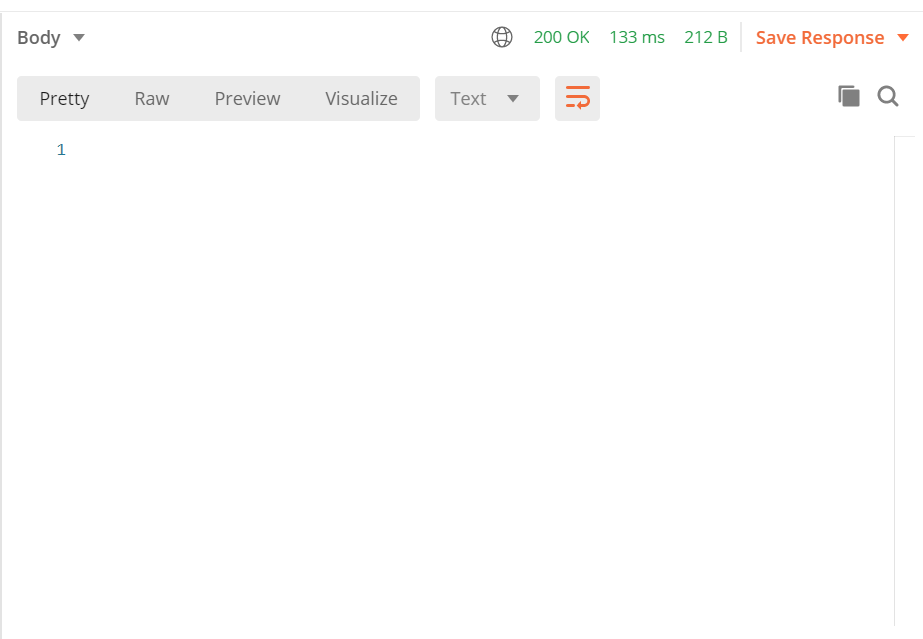 Body 200 OK 133 ms 212 B Save Response
Pretty Raw Preview Visualize Text
1